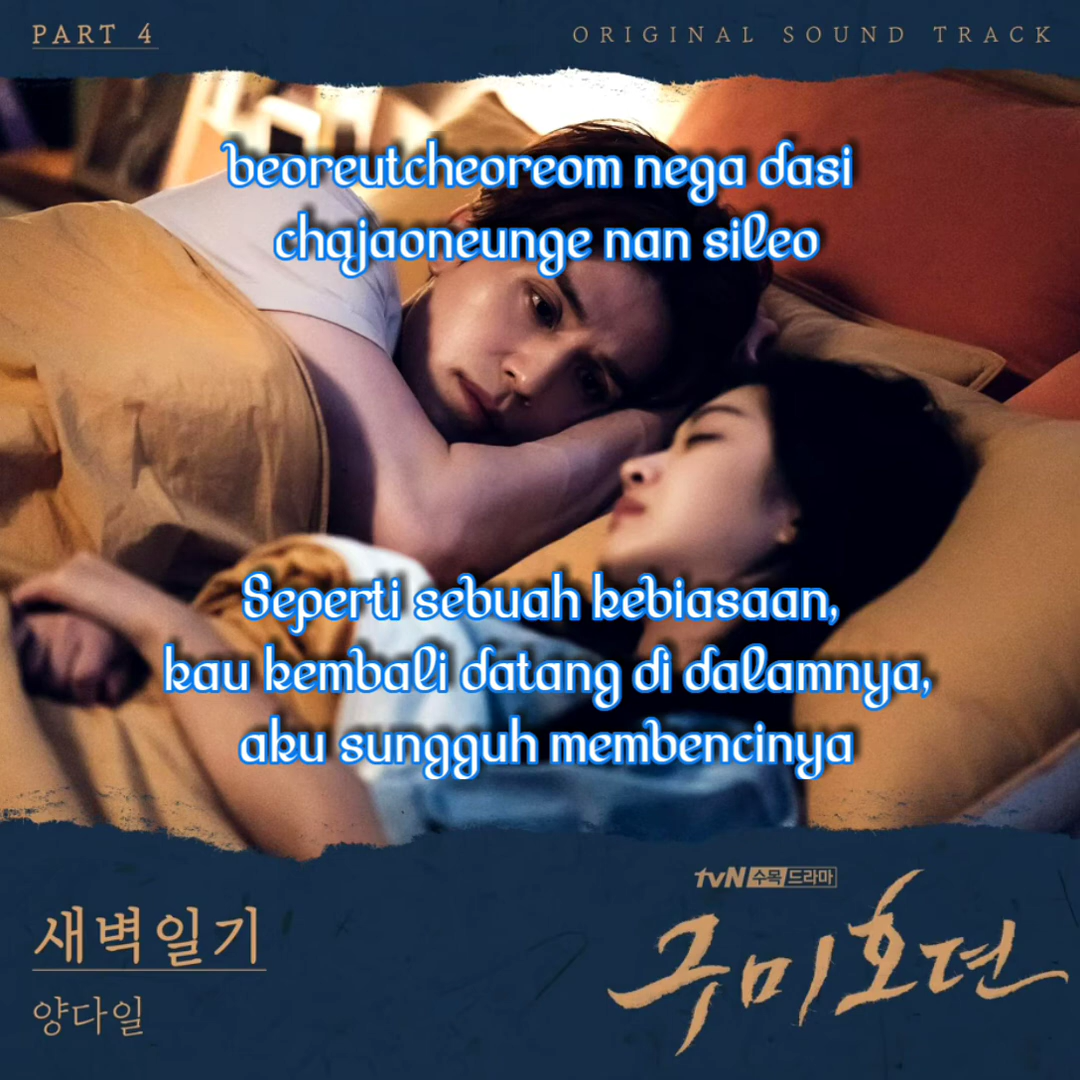 PART 4
ORIGINAL SOUND TRACK
beoreutcheoreom nega dasi
chajaoneunge nan sileo
Seperti sebuah kebiasaan,
kau kembali datang di dalamnya,
aku sungguh membencinya
tvN 수목드라마
새벽일기
양다일
구미호뎐